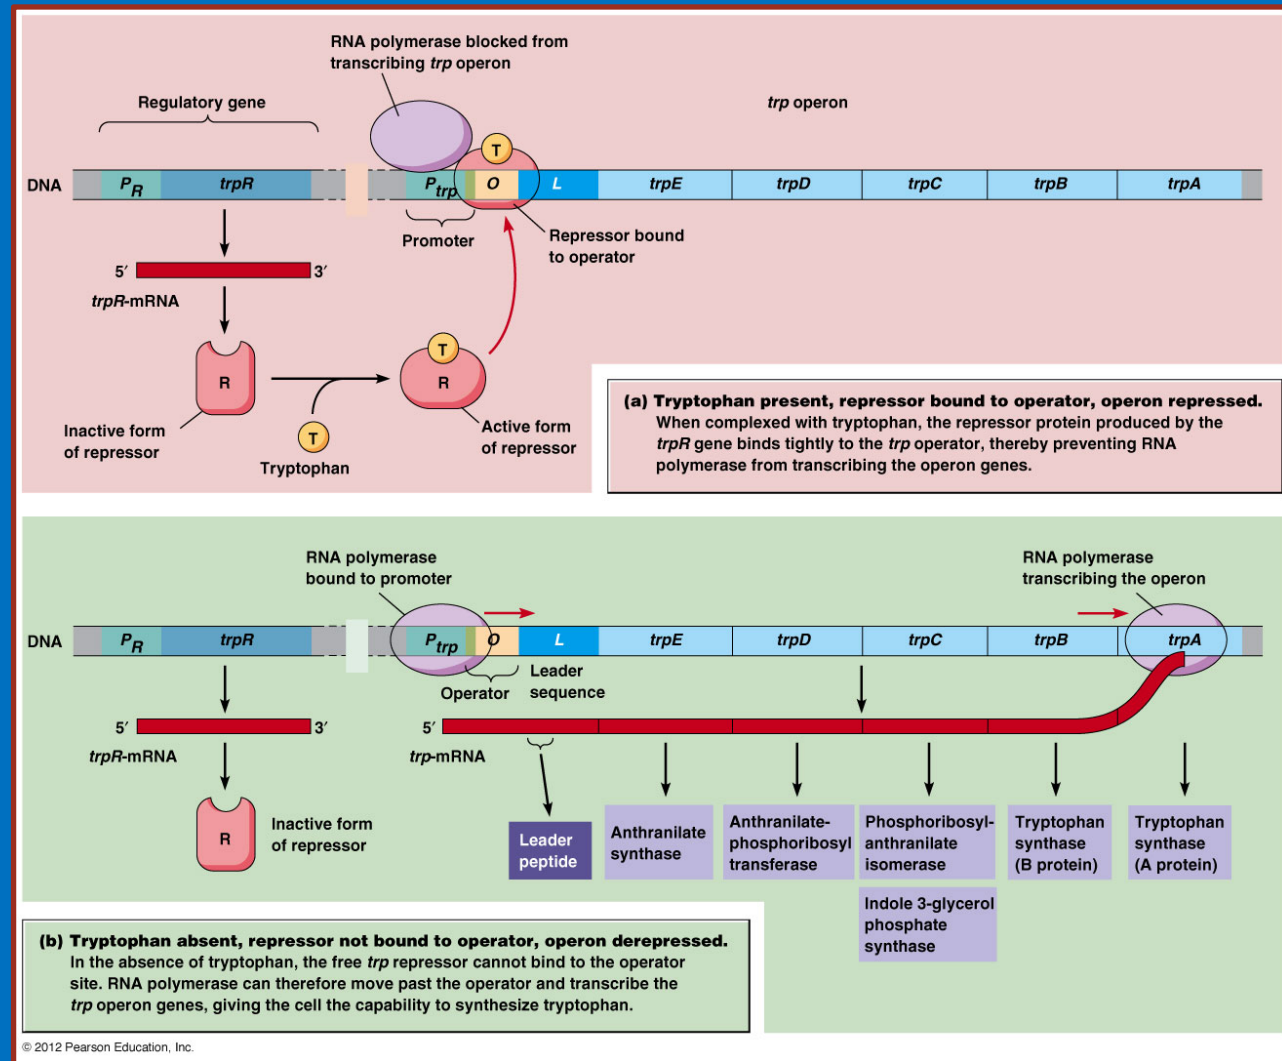 RNA polymerase blocked from
transcribing trp operon
Regulatory gene
trp operon
T
DNA
PR
trpR
Ptrp
O
L
trpE
trpD
trpC
trpB
trpA
Promoter
Repressor bound
to operator
5′
3′
trpR-mRNA
R
T
R
Inactive form
of repressor
T
Tryptophan
Active form
of repressor
(a) Tryptophan present, repressor bound to operator, operon repressed.
When complexed with tryptophan, the repressor protein produced by the
trpR gene binds tightly to the trp operator, thereby preventing RNA
polymerase from transcribing the operon genes.
RNA polymerase
bound to promoter
RNA polymerase
transcribing the operon
DNA
PR
trpR
Ptrp
O
L
trpE
trpD
trpC
trpB
trpA
Operator
Leader
sequence
5′
3′
trpR-mRNA
5′
trp-mRNA
R
Inactive form
of repressor
Leader
peptide
Anthranilate
synthase
Anthranilate-
phosphoribosyl
transferase
Phosphoribosyl-
anthranilate
isomerase
Indole 3-glycerol
phosphate
synthase
Tryptophan
synthase
(B protein)
Tryptophan
synthase
(A protein)
(b) Tryptophan absent, repressor not bound to operator, operon derepressed.
In the absence of tryptophan, the free trp repressor cannot bind to the operator
site. RNA polymerase can therefore move past the operator and transcribe the
trp operon genes, giving the cell the capability to synthesize tryptophan.
© 2012 Pearson Education, Inc.